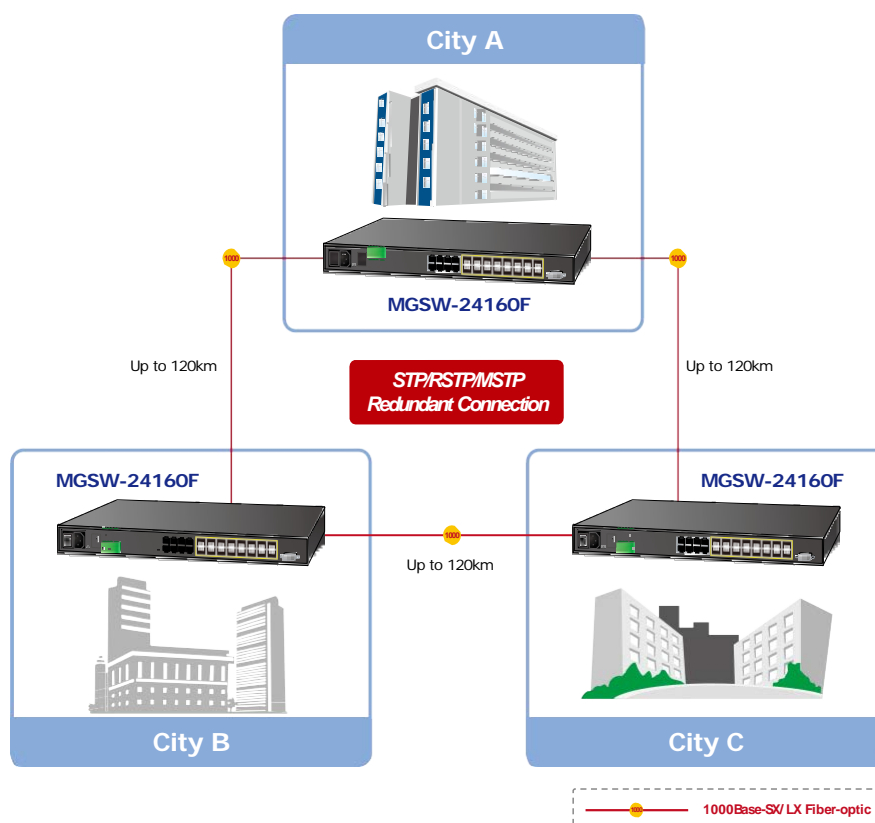 City A
1000
1000
MGSW-24160F
Up to 120km
Up to 120km
STP/RSTP/MSTP
Redundant Connection
MGSW-24160F
MGSW-24160F
1000
Up to 120km
City B
City C
1000
1000Base-SX/ LX Fiber-optic